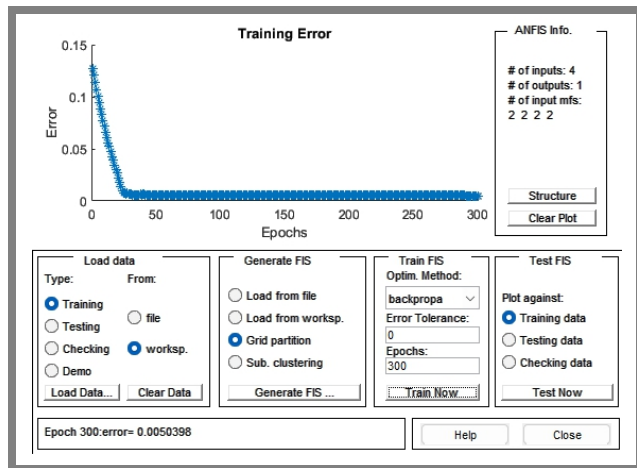 Training Error
0.15
0.1
0.05
0
Error
0 50 100 150 200 250 300
Epochs
ANFIS Info.
# of inputs: 4
# of outputs: 1
# of input mfs:
2 2 2 2
Structure
Clear Plot
Load data
Type: From:
Training
Testing
Checking
Demo
file
worksp.
Load Data... Clear Data
Generate FIS
Load from file
Load from worksp.
Grid partition
Sub. clustering
Generate FIS ...
Train FIS
Optim. Method:
backpropa
Error Tolerance:
0
Epochs:
300
Train Now
Test FIS
Plot against:
Training data
Testing data
Checking data
Test Now
Epoch 300:error= 0.0050398
Help Close